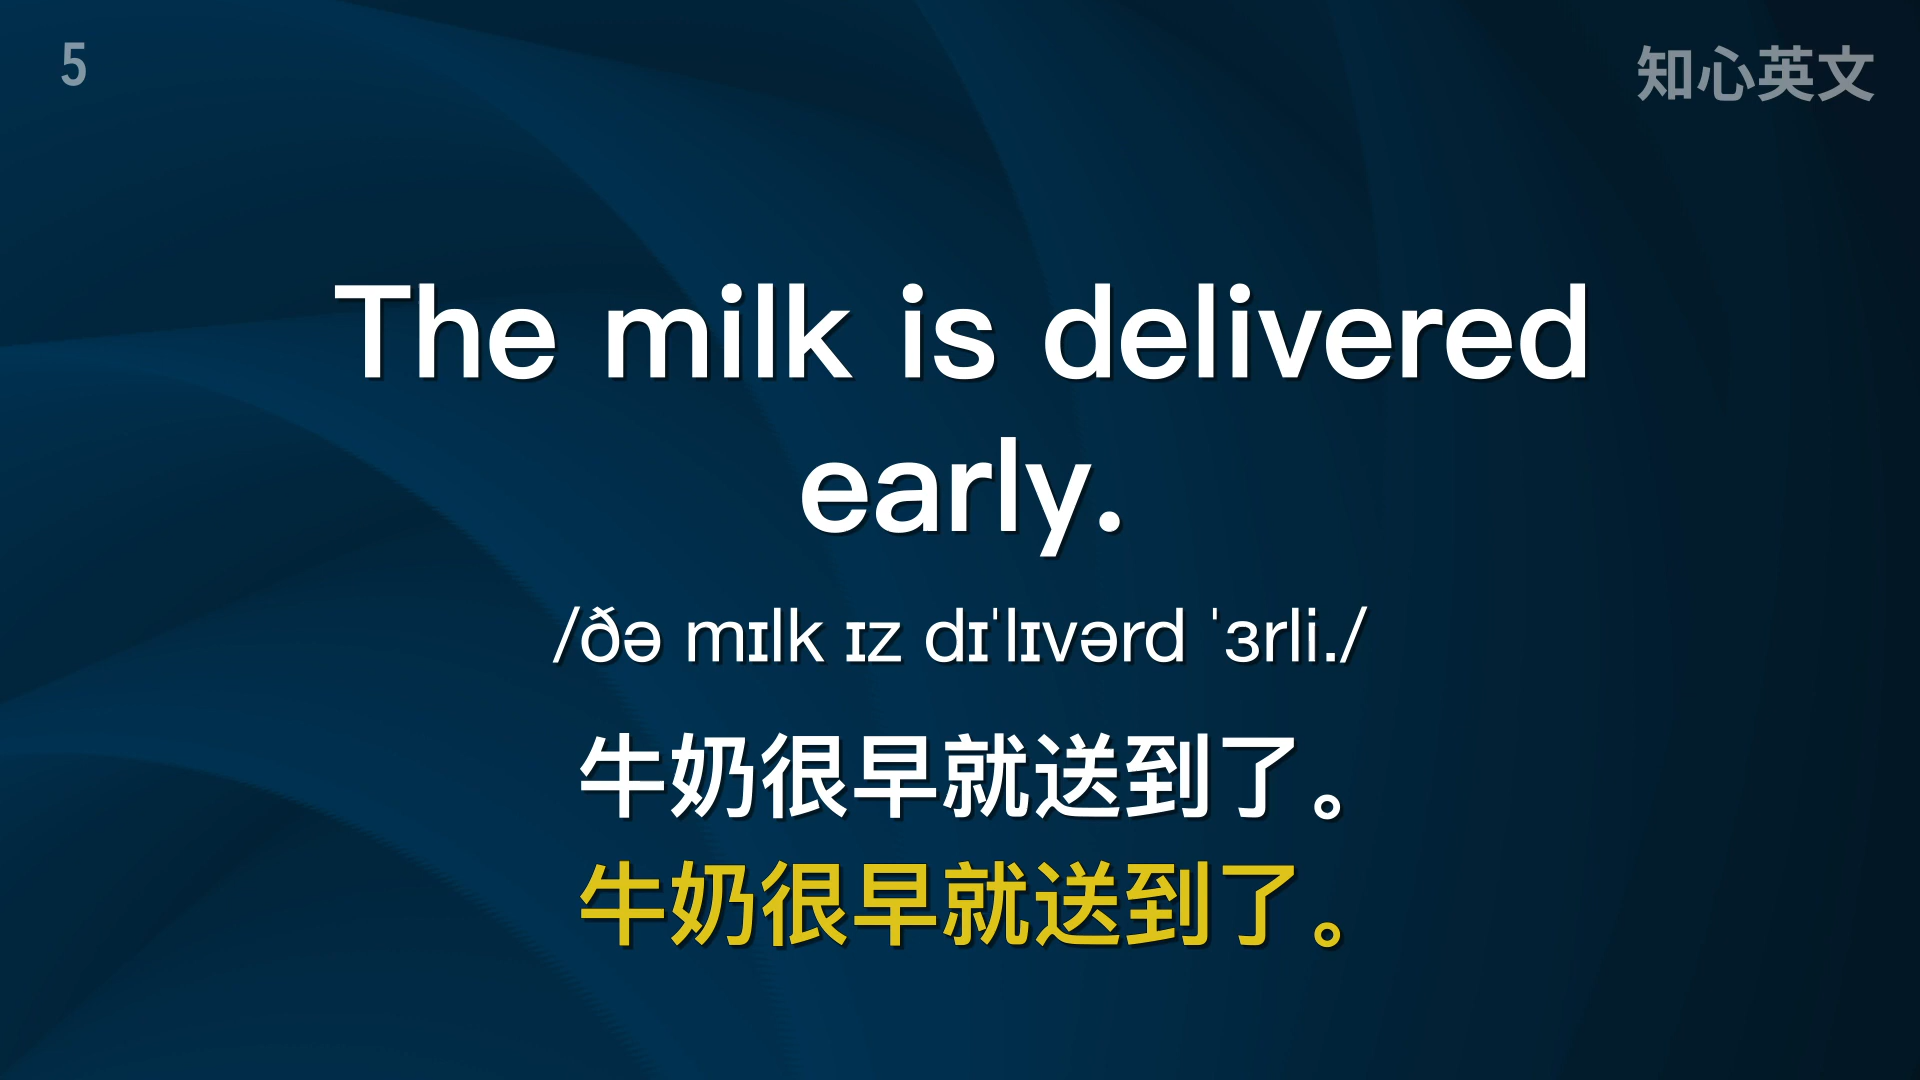 5
知心英文
The milk is delivered
early.
/ðə mɪlk ɪz dɪˈlɪvərd ˈɜrli./
牛奶很早就送到了。
牛奶很早就送到了。